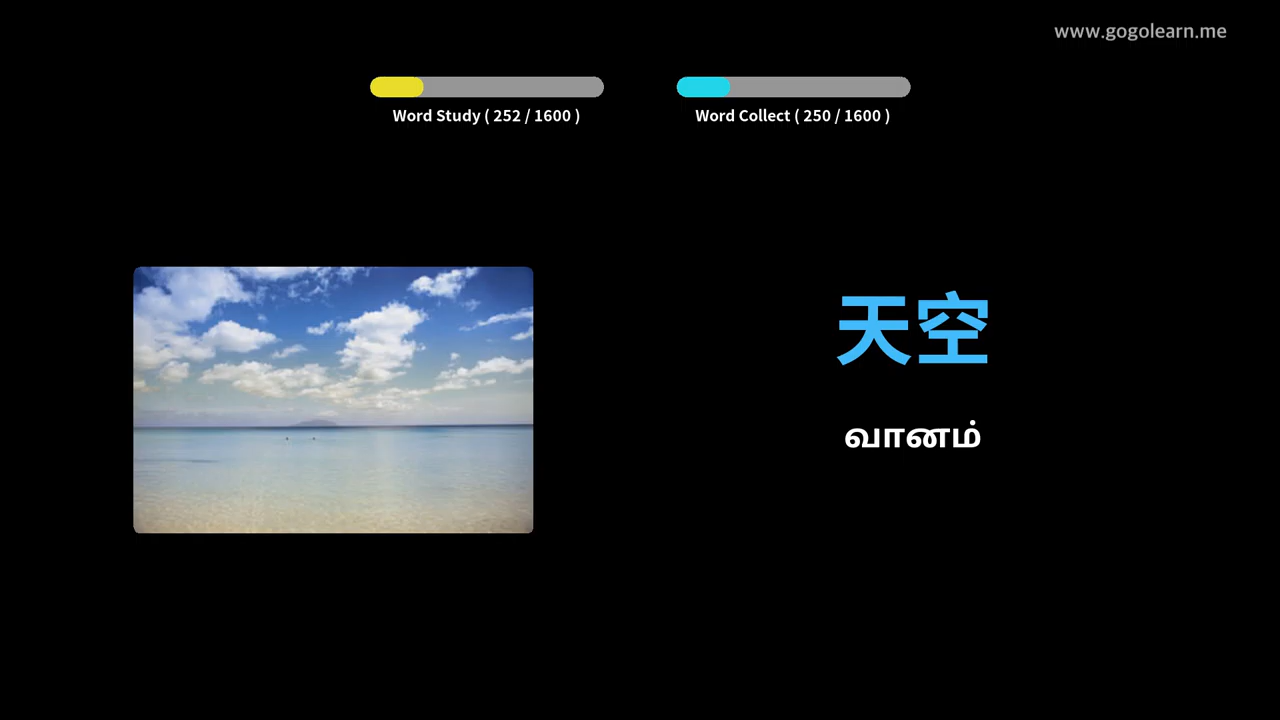 www.gogolearn.me
Word Study ( 252 / 1600 )
Word Collect ( 250 / 1600 )
天空
வானம்